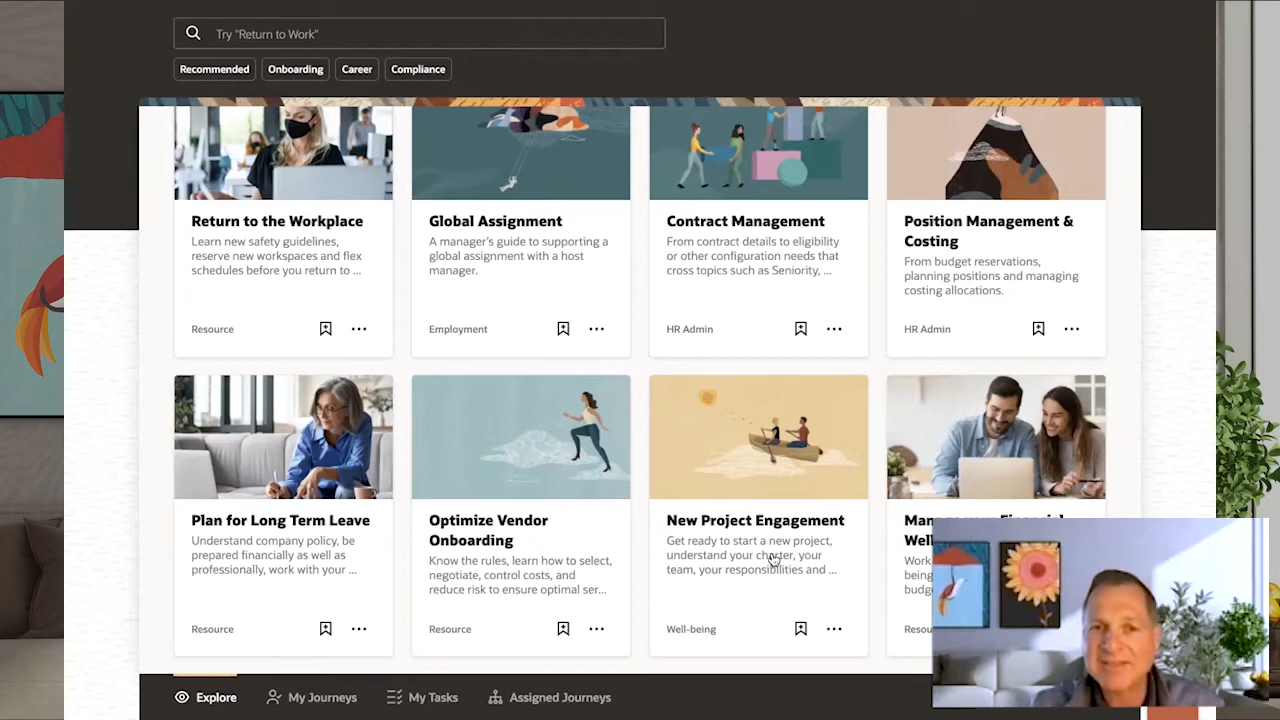 Try "Return to Work"
Recommended
Onboarding
Career
Compliance
Return to the Workplace
Learn new safety guidelines,
reserve new workspaces and flex
schedules before you return to ...
Resource
Global Assignment
A manager's guide to supporting a
global assignment with a host
manager.
Employment
Contract Management
From contract details to eligibility
or other configuration needs that
cross topics such as Seniority, ...
HR Admin
Position Management &
Costing
From budget reservations,
planning positions and managing
costing allocations.
HR Admin
Plan for Long Term Leave
Understand company policy, be
prepared financially as well as
professionally, work with your ...
Resource
Optimize Vendor
Onboarding
Know the rules, learn how to select,
negotiate, control costs, and
reduce risk to ensure optimal ser...
Resource
New Project Engagement
Get ready to start a new project,
understand your charter, your
team, your responsibilities and ...
Well-being
Work
being
budg
Explore
My Journeys
My Tasks
Assigned Journeys